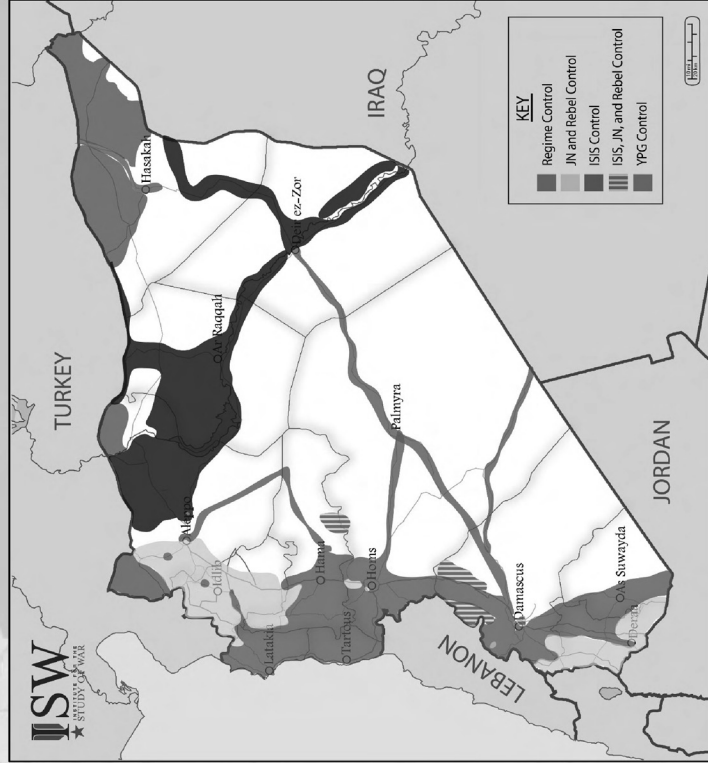 ISW
INSTITUTE FOR THE
STUDY OF WAR
TURKEY
IRAQ
LEBANON
JORDAN
Hasakah
Deir ez-Zor
Ar Raqqah
Aleppo
Idlib
Latakia
Hama
Tartous
Homs
Palmyra
Damascus
As Suwayda
KEY
Regime Control
JN and Rebel Control
ISIS Control
ISIS, JN, and Rebel Control
YPG Control